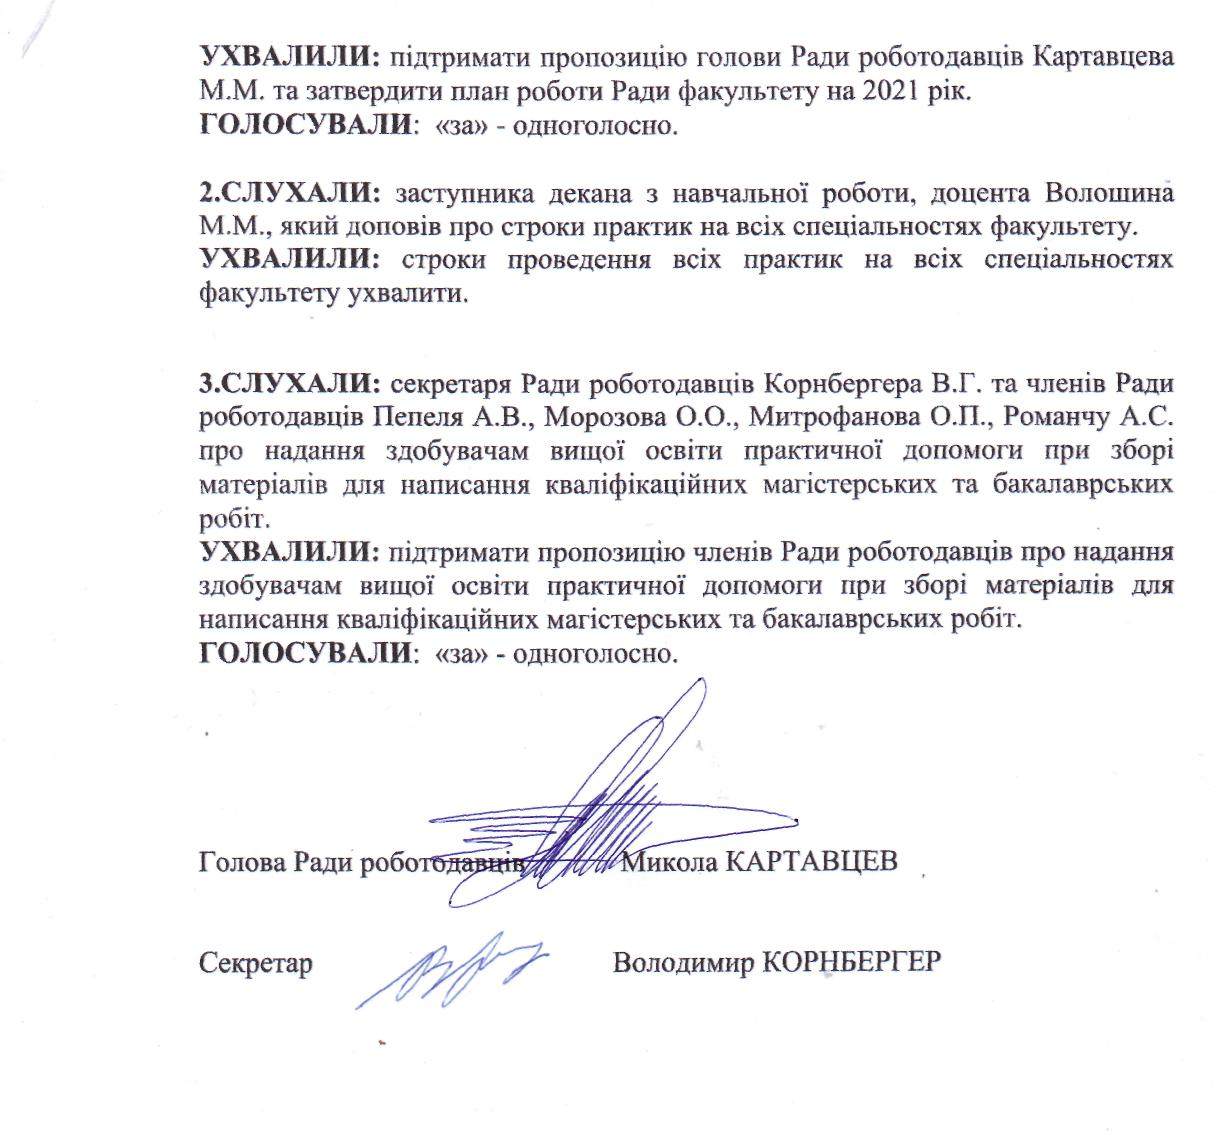 УХВАЛИЛИ: підтримати пропозицію голови Ради роботодавців Картавцева
М.М. та затвердити план роботи Ради факультету на 2021 рік.
ГОЛОСУВАЛИ: «за» - одноголосно.
2.СЛУХАЛИ: заступника декана з навчальної роботи, доцента Волошина
М.М., який доповів про строки практик на всіх спеціальностях факультету.
УХВАЛИЛИ: строки проведення всіх практик на всіх спеціальностях
факультету ухвалити.
3.СЛУХАЛИ: секретаря Ради роботодавців Корнбергера В.Г. та членів Ради
роботодавців Пепеля А.В., Морозова О.О., Митрофанова О.П., Романчу А.С.
про надання здобувачам вищої освіти практичної допомоги при зборі
матеріалів для написання кваліфікаційних магістерських та бакалаврських
робіт.
УХВАЛИЛИ: підтримати пропозицію членів Ради роботодавців про надання
здобувачам вищої освіти практичної допомоги при зборі матеріалів для
написання кваліфікаційних магістерських та бакалаврських робіт.
ГОЛОСУВАЛИ: «за» - одноголосно.
Голова Ради роботодавців Микола КАРТАВЦЕВ
Секретар Володимир КОРНБЕРГЕР